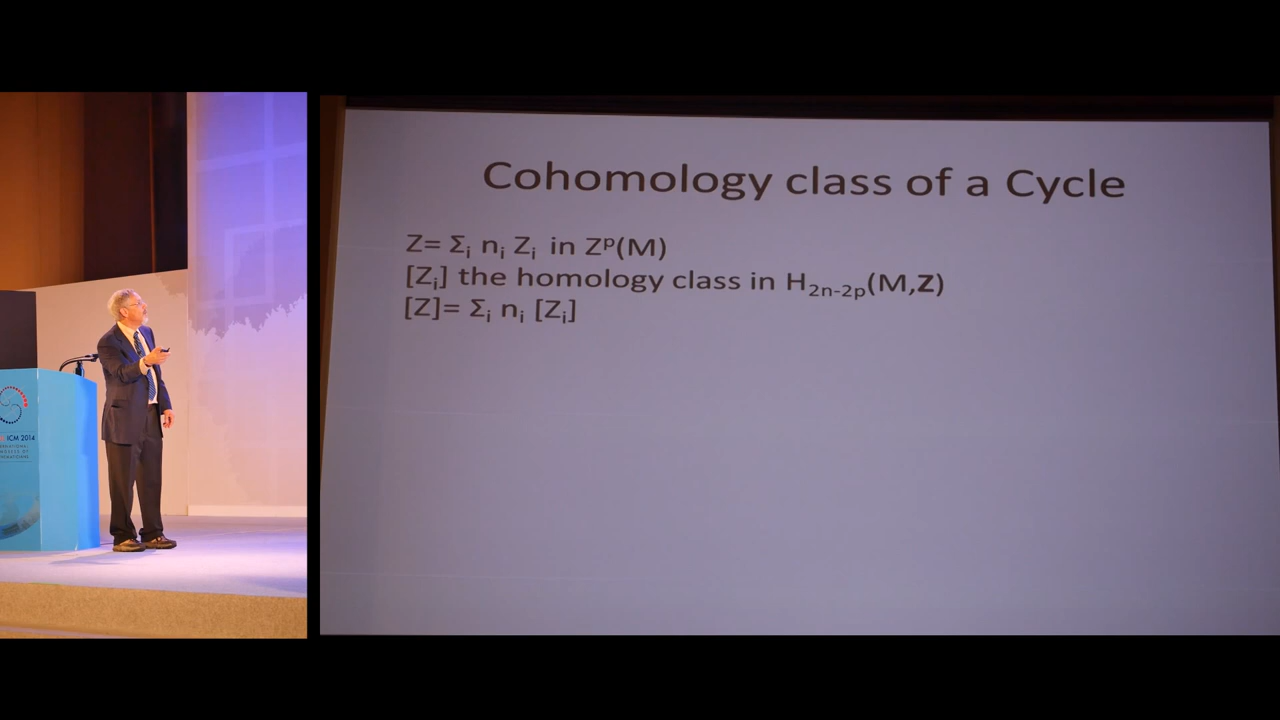 Cohomology class of a Cycle
Z= Σᵢ nᵢ Zᵢ in Zᵖ(M)
[Zᵢ] the homology class in H₂ₙ₋₂ₚ(M,Z)
[Z]= Σᵢ nᵢ [Zᵢ]
ICM 2014